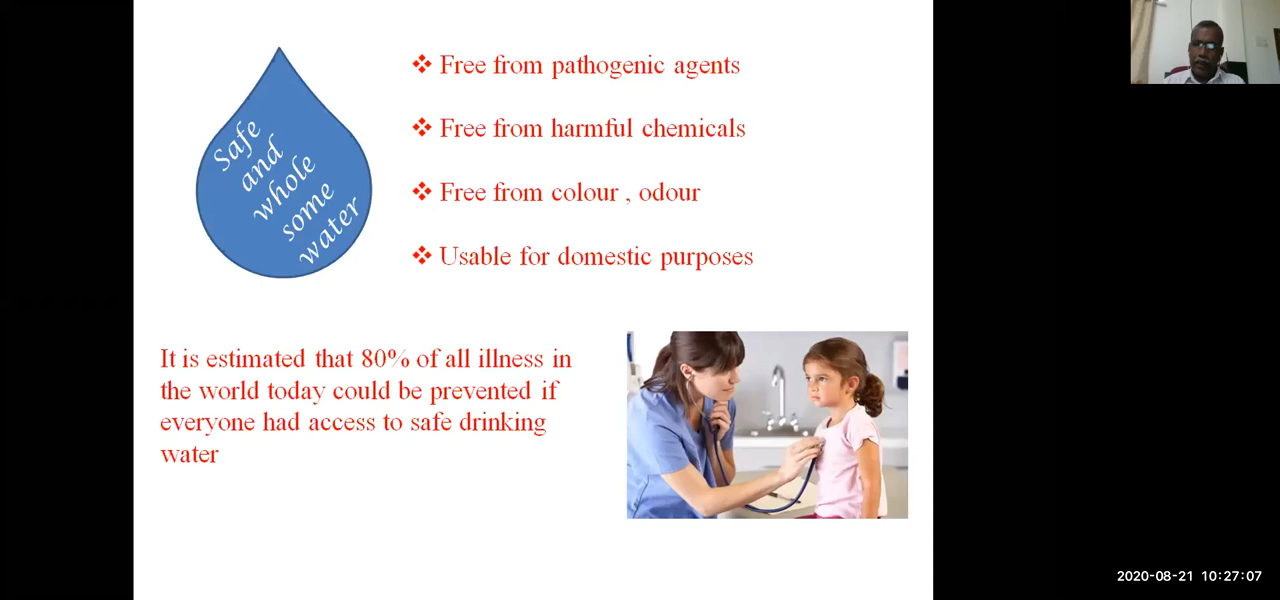 Safe
and
whole
some
water
❖ Free from pathogenic agents
❖ Free from harmful chemicals
❖ Free from colour , odour
❖ Usable for domestic purposes
It is estimated that 80% of all illness in
the world today could be prevented if
everyone had access to safe drinking
water
2020-08-21 10:27:07